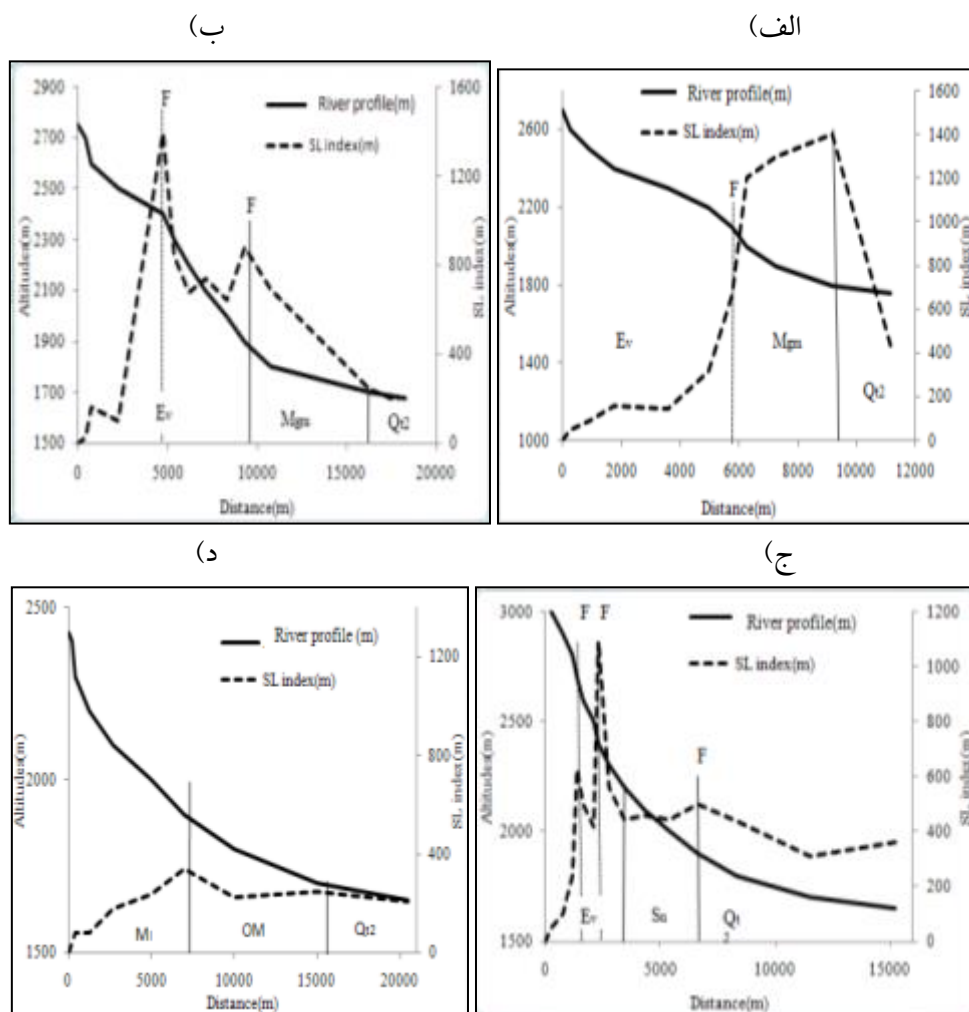 الف)
ب)
River profile(m)
SL index(m)
2600
2200
1800
1400
1000
Altitudes(m)
1600
1400
1200
1000
800
600
400
200
0
SL index(m)
F
Ev
Mgm
Qt2
0
2000
4000
6000
8000
10000
12000
Distance(m)
River profile(m)
SL index(m)
2900
2700
2500
2300
2100
1900
1700
1500
Altitudes(m)
1600
1200
800
400
0
SL index(m)
F
F
Ev
Mgm
Qt2
0
5000
10000
15000
20000
Distance(m)
ج)
د)
River profile(m)
SL index(m)
3000
2500
2000
1500
Altitudes(m)
1200
1000
800
600
400
200
0
SL index(m)
F F
F
Ev
Qt
2
0
5000
10000
15000
Distance(m)
River profile (m)
SL index(m)
2500
2000
1500
Altitudes(m)
1200
800
400
0
SL index(m)
OM
Qt2
0
5000
10000
15000
20000
Distance(m)